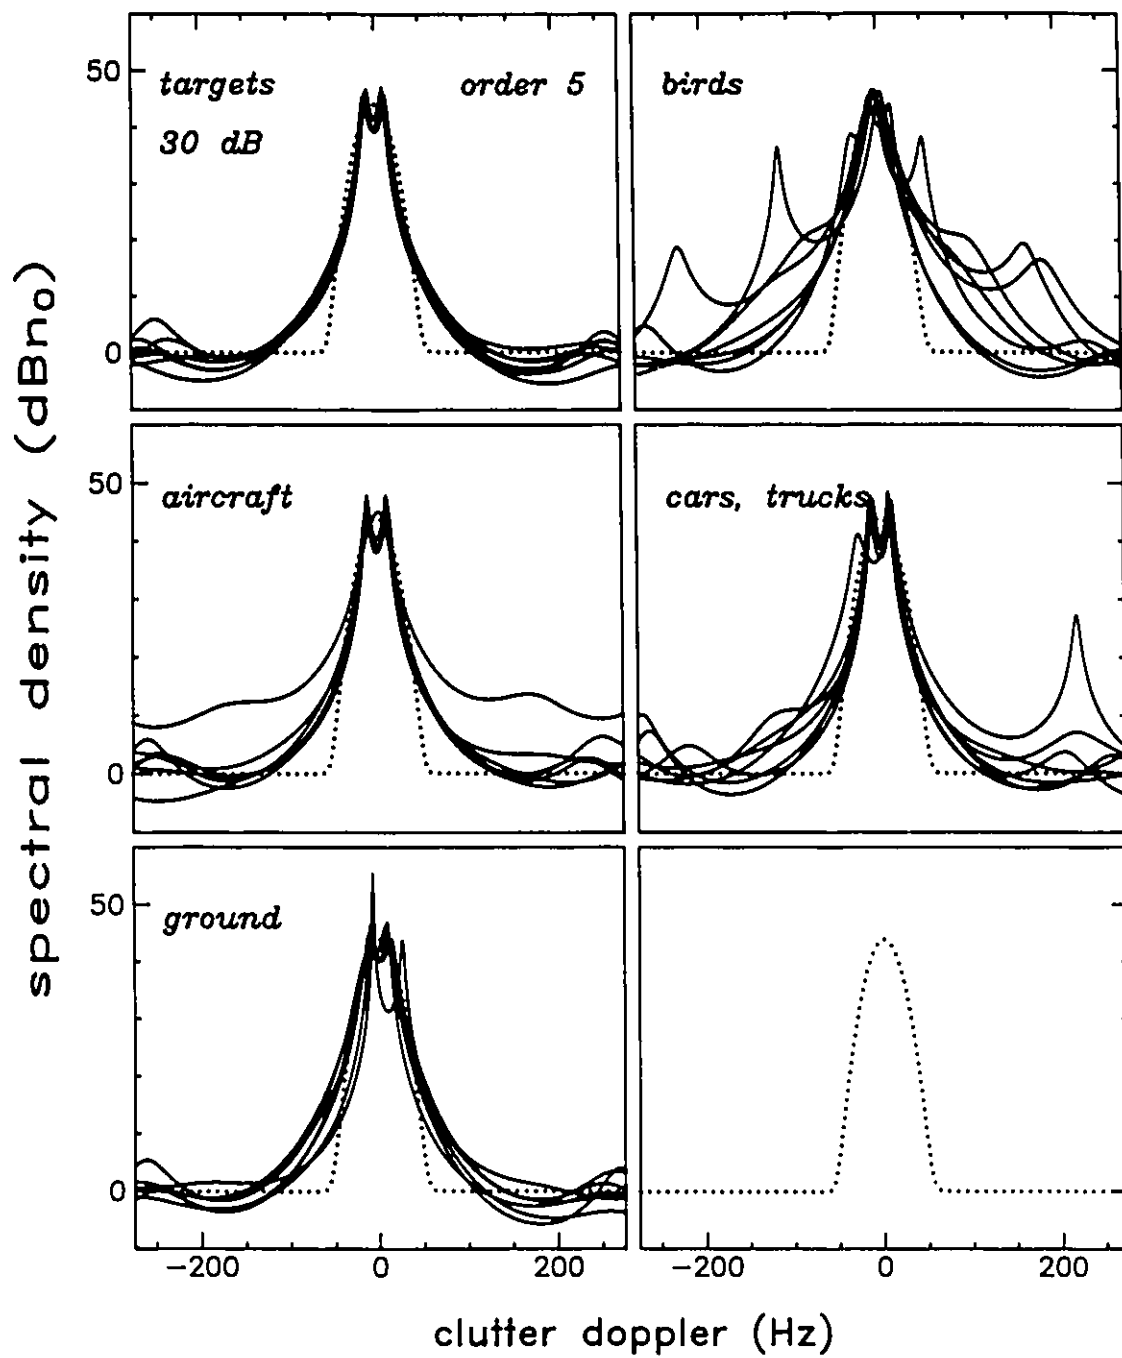 targets
order 5
30 dB
birds
50
0
aircraft
cars, trucks
50
0
ground
50
0
-200
0
200
-200
0
200
spectral density (dBno)
clutter doppler (Hz)